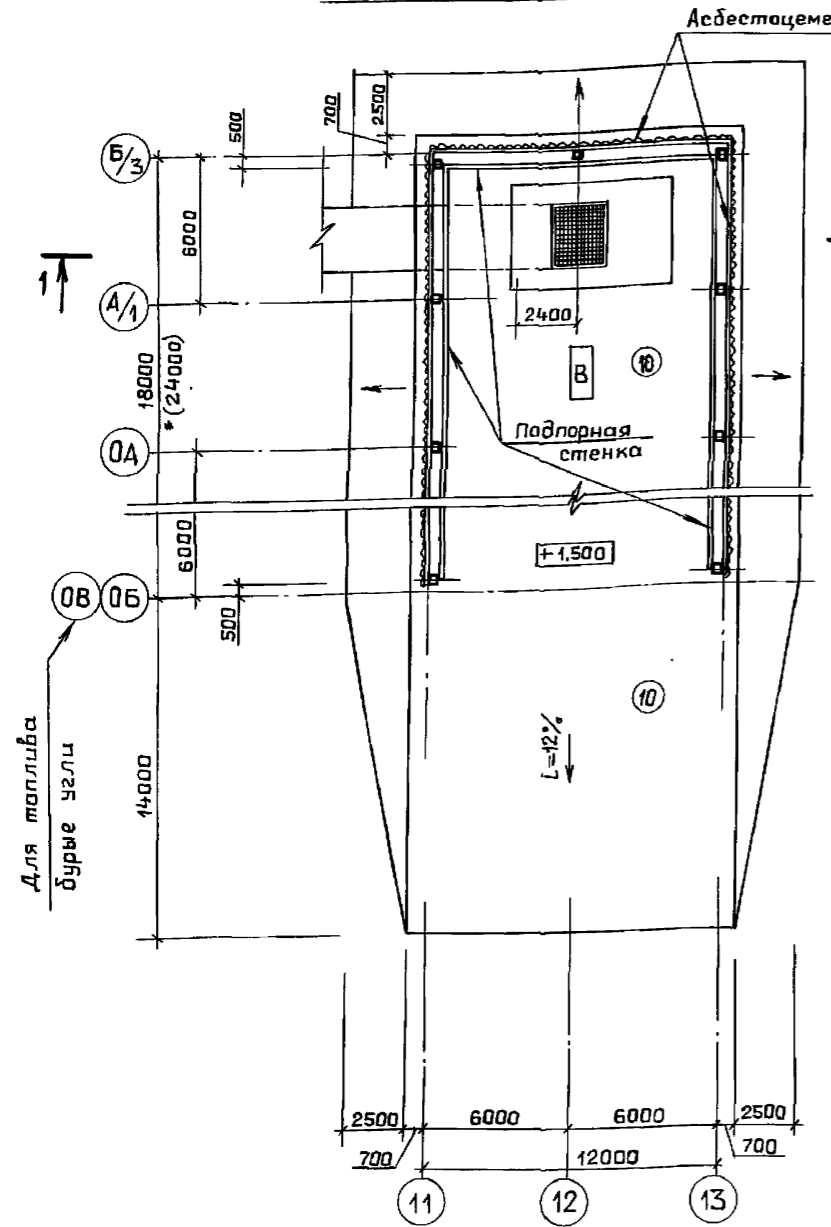 Асбестоцеме
500
700
2500
Б/3
6000
1
А/1
2400
18000
*(24000)
В
10
ОД
Подпорная
стенка
6000
+1,500
ОВ
ОБ
500
10
L=12%
Для топлива
бурые угли
14000
2500
6000
6000
2500
700
12000
700
11
12
13